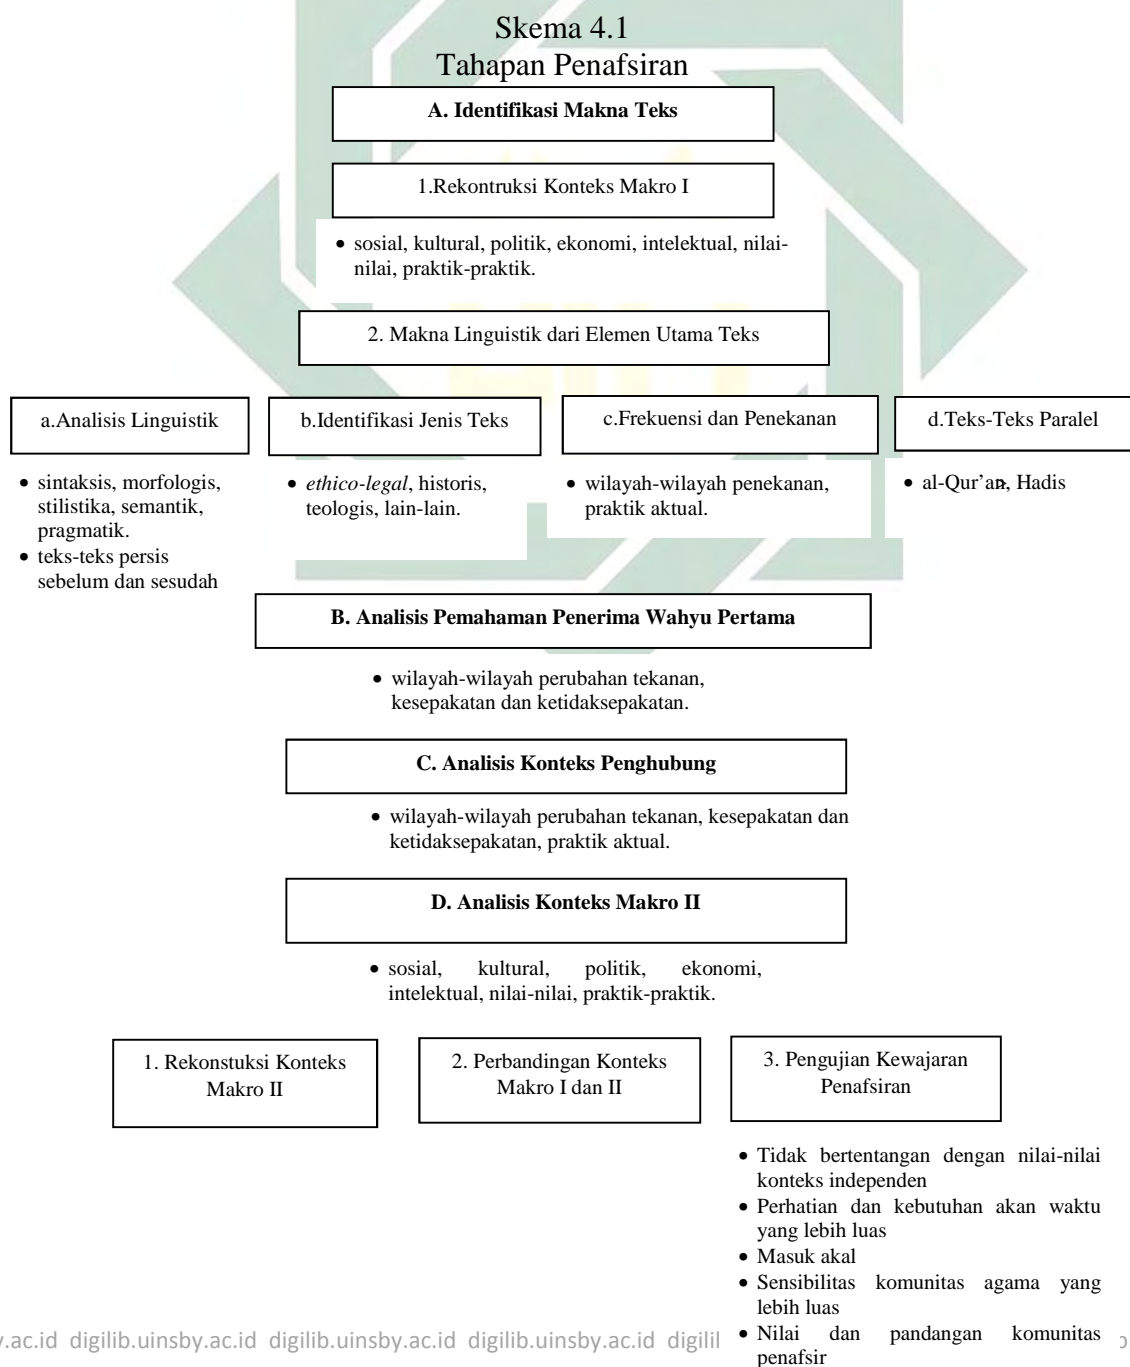 Skema 4.1
Tahapan Penafsiran
A. Identifikasi Makna Teks
1.Rekontruksi Konteks Makro I
• sosial, kultural, politik, ekonomi, intelektual, nilai-
nilai, praktik-praktik.
2. Makna Linguistik dari Elemen Utama Teks
a.Analisis Linguistik
• sintaksis, morfologis,
stilistika, semantik,
pragmatik.
• teks-teks persis
sebelum dan sesudah
b.Identifikasi Jenis Teks
• ethico-legal, historis,
teologis, lain-lain.
c.Frekuensi dan Penekanan
• wilayah-wilayah penekanan,
praktik aktual.
d.Teks-Teks Paralel
• al-Qur’an, Hadis
B. Analisis Pemahaman Penerima Wahyu Pertama
• wilayah-wilayah perubahan tekanan,
kesepakatan dan ketidaksepakatan.
C. Analisis Konteks Penghubung
• wilayah-wilayah perubahan tekanan, kesepakatan dan
ketidaksepakatan, praktik aktual.
D. Analisis Konteks Makro II
• sosial, kultural, politik, ekonomi,
intelektual, nilai-nilai, praktik-praktik.
1. Rekonstuksi Konteks
Makro II
2. Perbandingan Konteks
Makro I dan II
3. Pengujian Kewajaran
Penafsiran
• Tidak bertentangan dengan nilai-nilai
konteks independen
• Perhatian dan kebutuhan akan waktu
yang lebih luas
• Masuk akal
• Sensibilitas komunitas agama yang
lebih luas
• Nilai dan pandangan komunitas
penafsir
y.ac.id digilib.uinsby.ac.id digilib.uinsby.ac.id digilib.uinsby.ac.id digilil